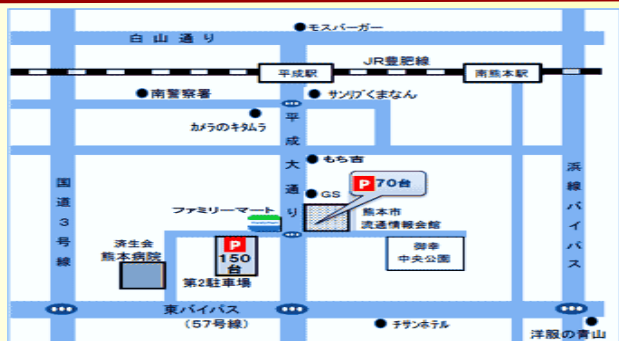 モスバーガー
白山通り
JR豊肥線
平成駅
南熊本駅
南警察署
サンリブくまなん
カメラのキタムラ
平成大通り
もち吉
P70台
GS
国道3号線
浜線バイパス
ファミリーマート
FamilyMart
熊本市
流通情報会館
済生会
熊本病院
P
150
台
第2駐車場
御幸
中央公園
東バイパス
(57号線)
チサンホテル
洋服の青山